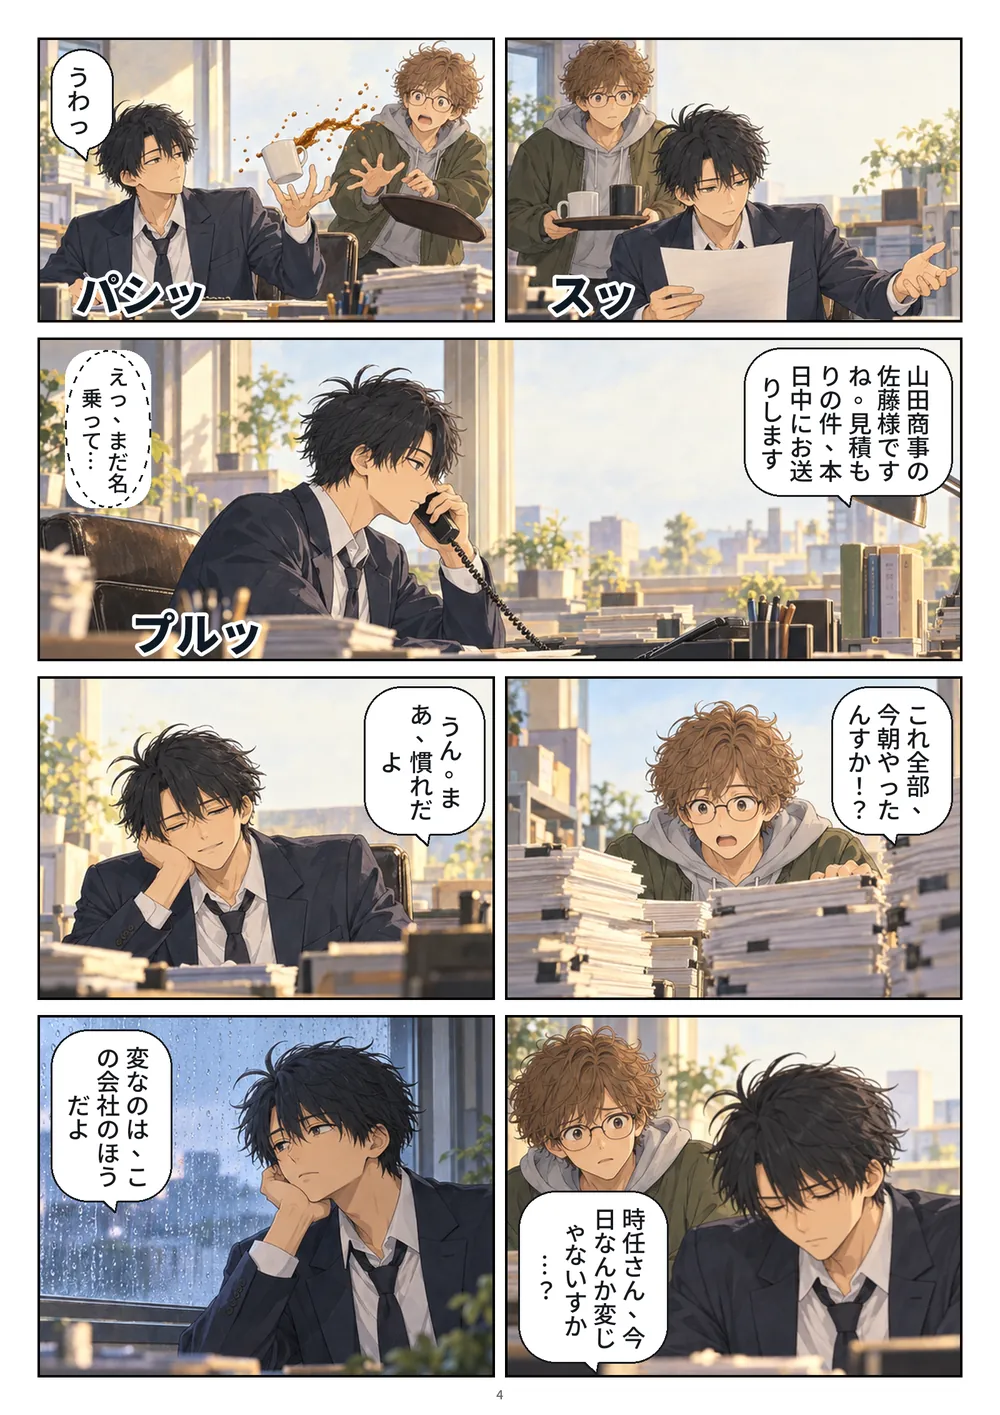 スッ
うわっ
パシッ
山田商事の
佐藤様です
ね。見積も
りの件、本
日中にお送
りします
えっ、まだ名
乗って…
プルッ
これ全部、
今朝やった
んすか!?
うん。ま
あ、慣れだ
よ
時任さん、今
日なんか変じ
ゃないすか
…?
変なのは、こ
の会社のほう
だよ
4